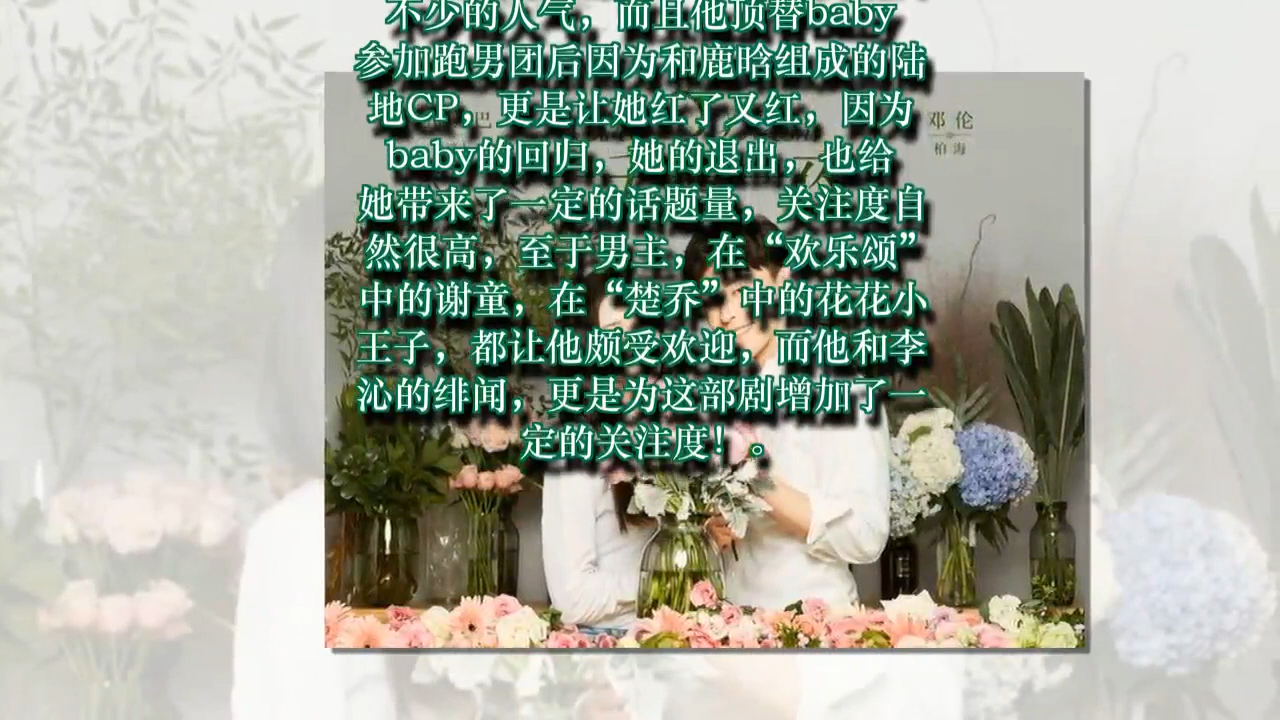 不少的人气，而且他顶替baby
参加跑男团后因为和鹿晗组成的陆
地CP，更是让她红了又红，因为
baby的回归，她的退出，也给
她带来了一定的话题量，关注度自
然很高，至于男主，在“欢乐颂”
中的谢童，在“楚乔”中的花花小
王子，都让他颇受欢迎，而他和李
沁的绯闻，更是为这部剧增加了一
定的关注度！。
巴
邓伦
柏海